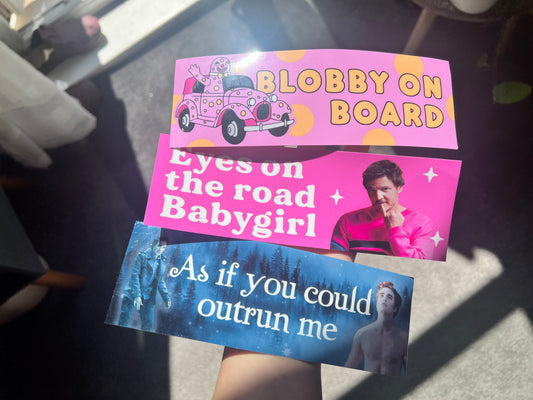 BLOBBY ON
BOARD
Eyes on
the road
Babygirl
As if you could
outrun me